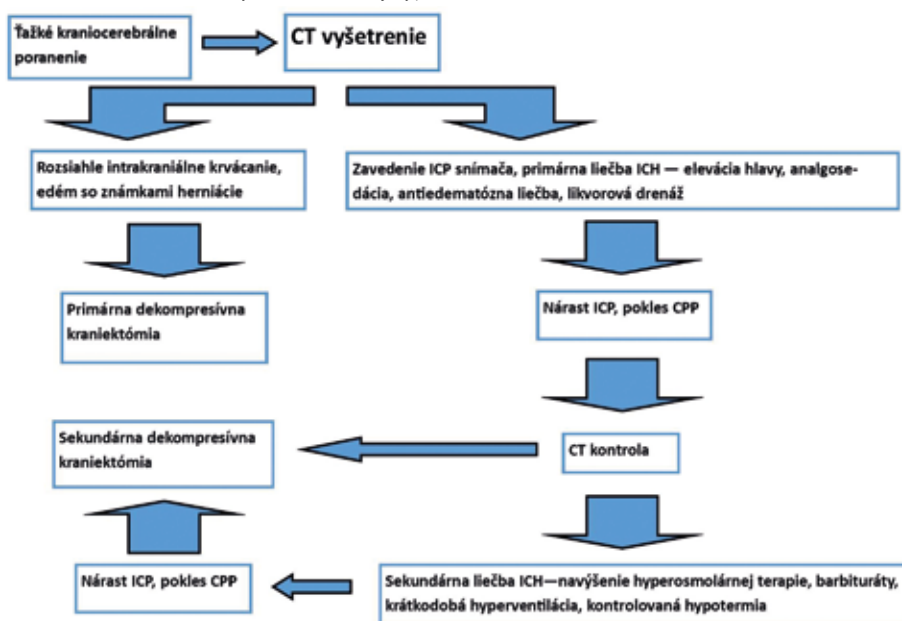 Ťažké kraniocerebrálne
poranenie
CT vyšetrenie
Rozsiahle intrakraniálne krvácanie,
edém so známkami herniácie
Zavedenie ICP snímača, primárna liečba ICH — elevácia hlavy, analgose-
dácia, antiedematózna liečba, likvorová drenáž
Primárna dekompresívna
kraniektómia
Nárast ICP, pokles CPP
Sekundárna dekompresívna
kraniektómia
CT kontrola
Nárast ICP, pokles CPP
Sekundárna liečba ICH—navýšenie hyperosmolárnej terapie, barbituráty,
krátkodobá hyperventilácia, kontrolovaná hypotermia